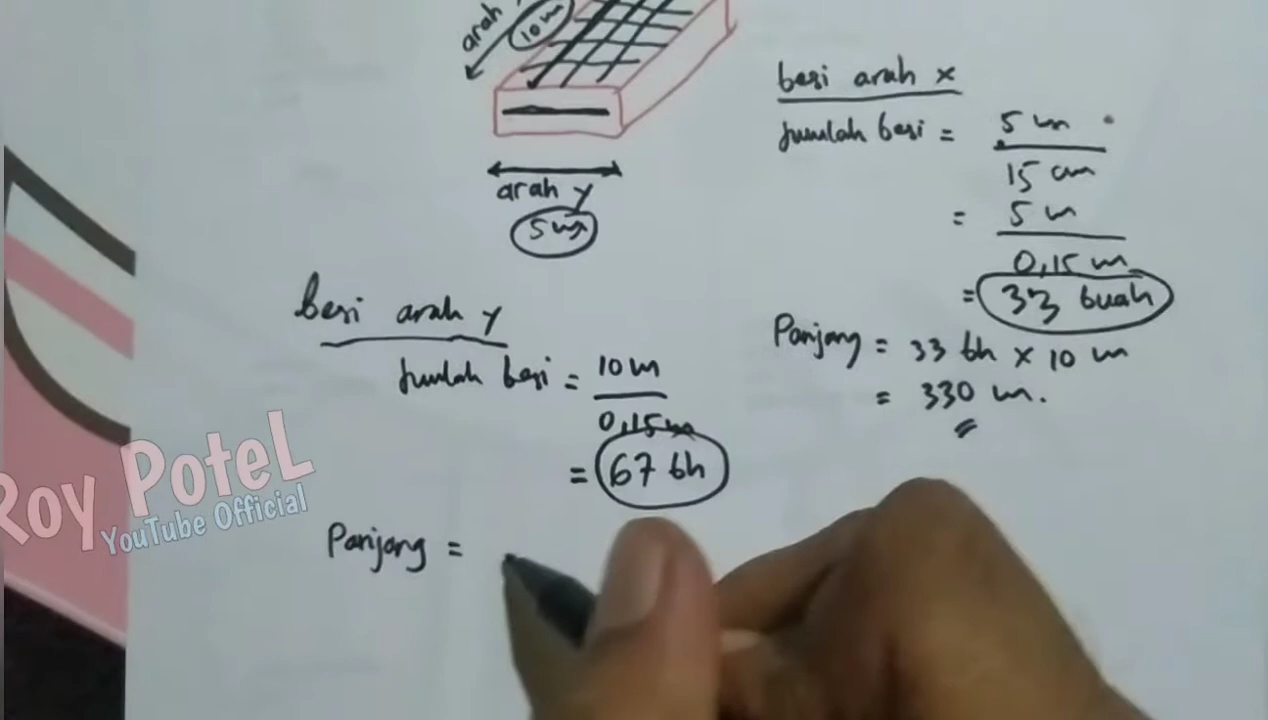 arah
10 m
arah y
5 m
besi arah x
Jumlah besi = 5 m
15 cm
= 5 m
0,15 m
= 33 buah
Panjang = 33 bh x 10 m
= 330 m.
besi arah y
Jumlah besi = 10 m
0,15 m
= 67 bh
Panjang =
Roy PoteL
YouTube Official